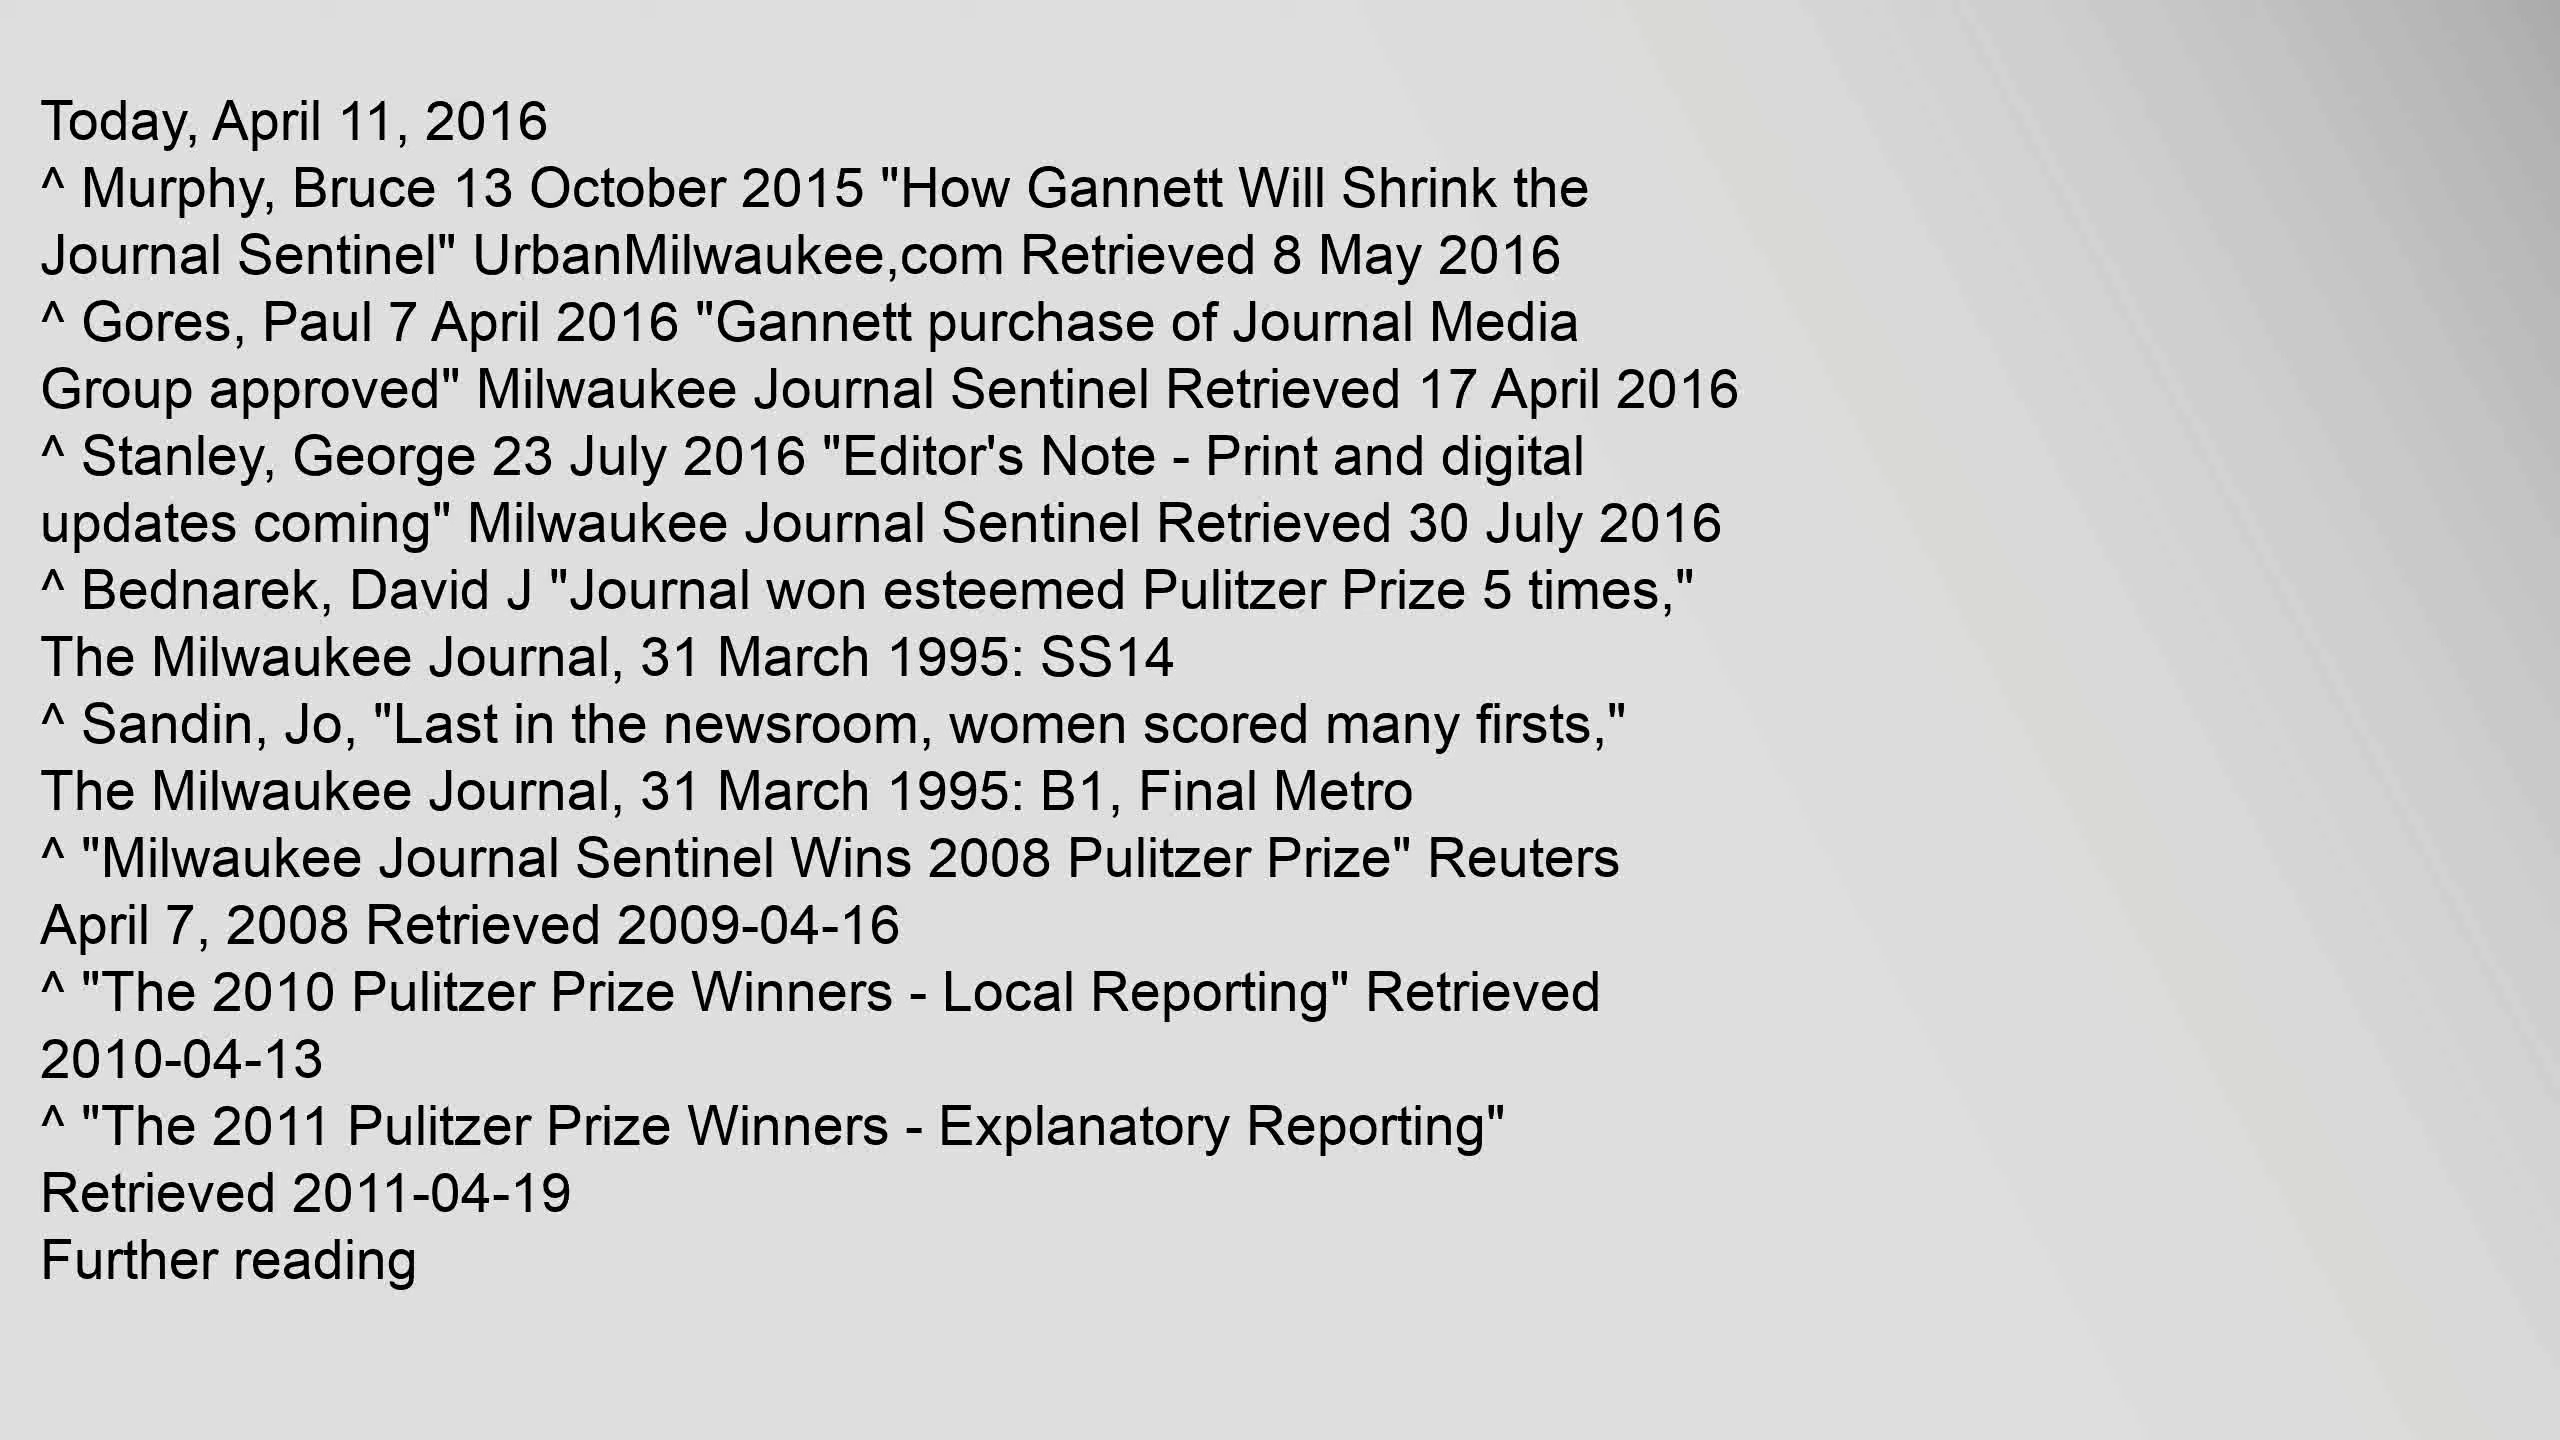 Today, April 11, 2016
^ Murphy, Bruce 13 October 2015 "How Gannett Will Shrink the
Journal Sentinel" UrbanMilwaukee,com Retrieved 8 May 2016
^ Gores, Paul 7 April 2016 "Gannett purchase of Journal Media
Group approved" Milwaukee Journal Sentinel Retrieved 17 April 2016
^ Stanley, George 23 July 2016 "Editor's Note - Print and digital
updates coming" Milwaukee Journal Sentinel Retrieved 30 July 2016
^ Bednarek, David J "Journal won esteemed Pulitzer Prize 5 times,"
The Milwaukee Journal, 31 March 1995: SS14
^ Sandin, Jo, "Last in the newsroom, women scored many firsts,"
The Milwaukee Journal, 31 March 1995: B1, Final Metro
^ "Milwaukee Journal Sentinel Wins 2008 Pulitzer Prize" Reuters
April 7, 2008 Retrieved 2009-04-16
^ "The 2010 Pulitzer Prize Winners - Local Reporting" Retrieved
2010-04-13
^ "The 2011 Pulitzer Prize Winners - Explanatory Reporting"
Retrieved 2011-04-19
Further reading